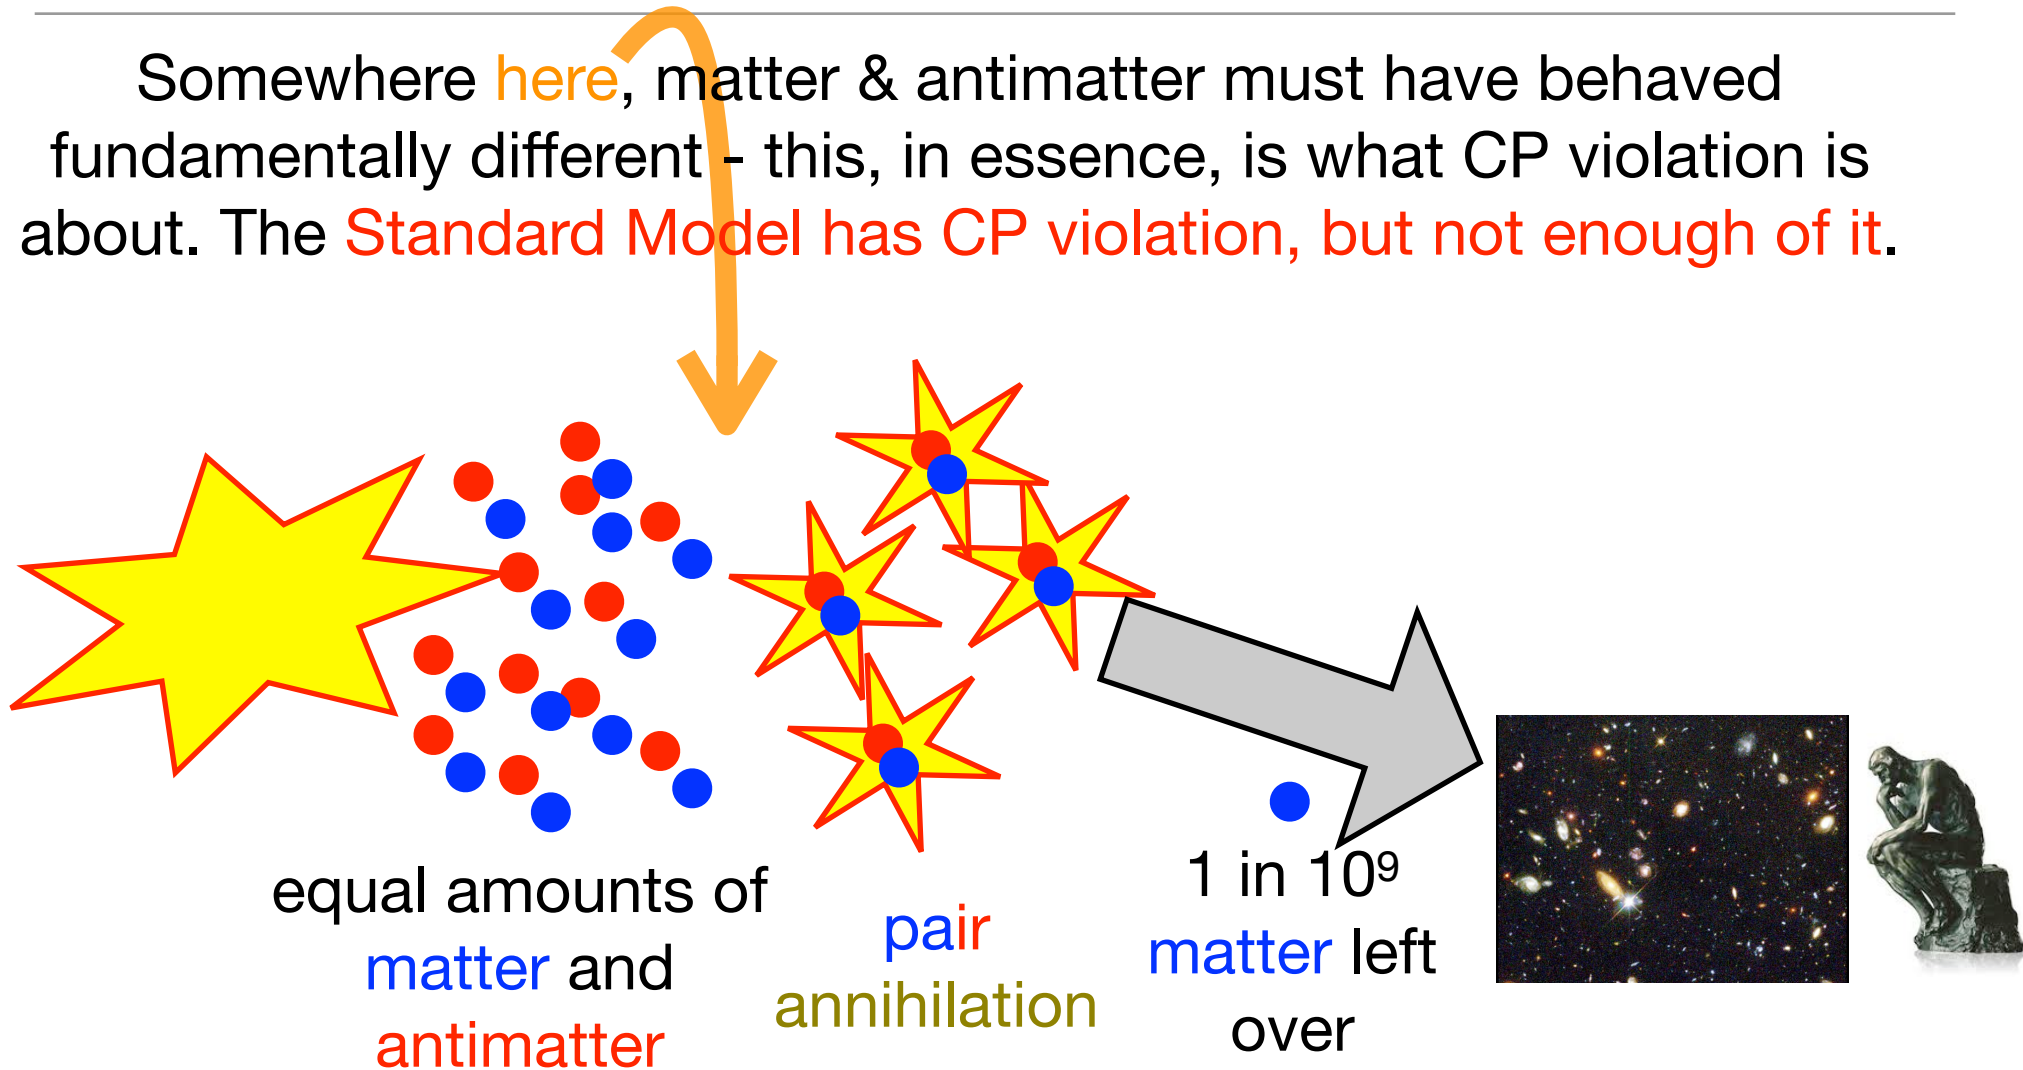 Somewhere here, matter & antimatter must have behaved
fundamentally different - this, in essence, is what CP violation is
about. The Standard Model has CP violation, but not enough of it.
equal amounts of
matter and
antimatter
pair
annihilation
1 in 10⁹
matter left
over